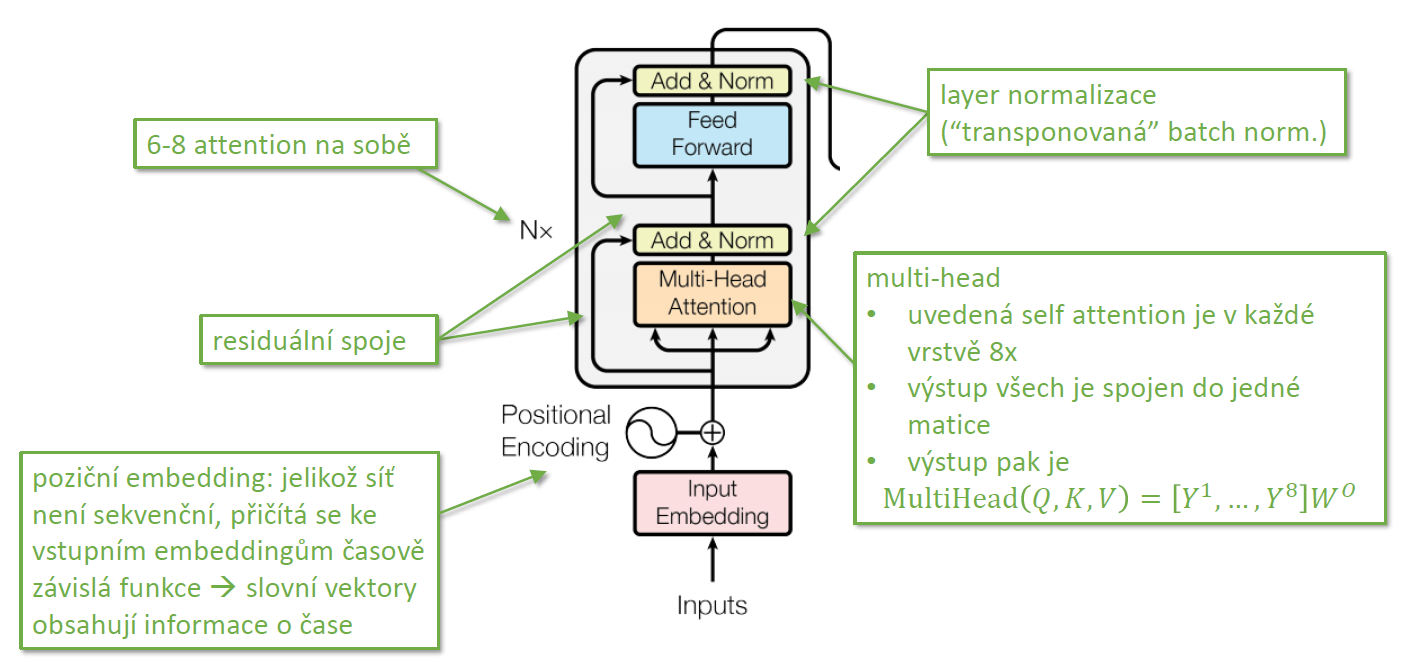 Add & Norm
Feed
Forward
layer normalizace
(“transponovaná” batch norm.)
6-8 attention na sobě
N×
Add & Norm
Multi-Head
Attention
residuální spoje
multi-head
• uvedená self attention je v každé
vrstvě 8x
• výstup všech je spojen do jedné
matice
• výstup pak je
MultiHead(Q, K, V) = [Y¹, … , Y⁸]Wᴼ
Positional
Encoding
poziční embedding: jelikož síť
není sekvenční, přičítá se ke
vstupním embeddingům časově
závislá funkce → slovní vektory
obsahují informace o čase
Input
Embedding
Inputs